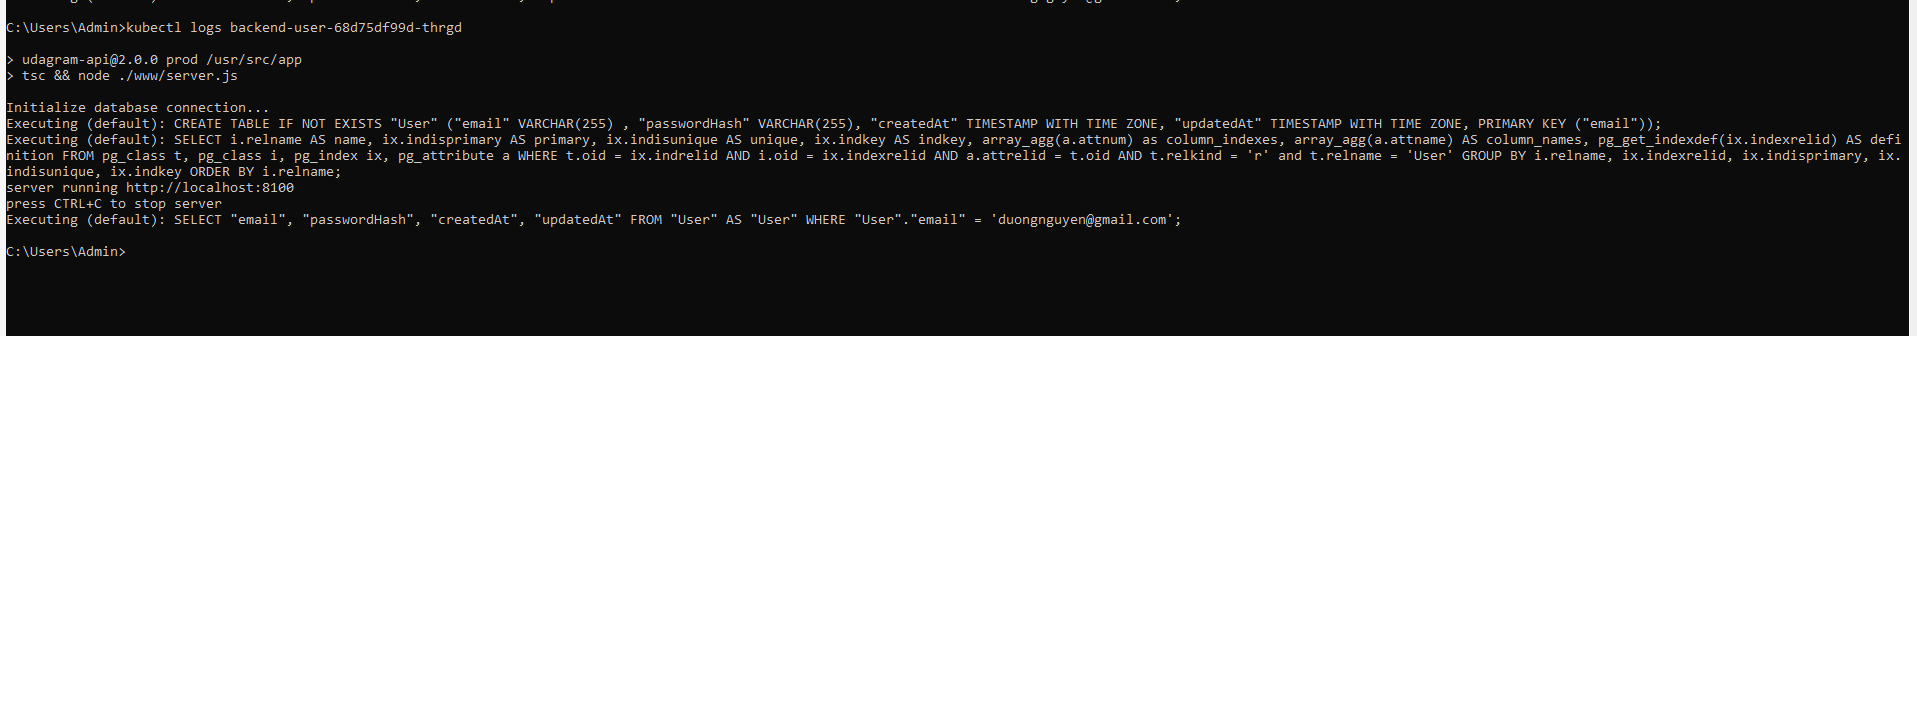 C:\Users\Admin>kubectl logs backend-user-68d75df99d-thrgd
> udagram-api@2.0.0 prod /usr/src/app
> tsc && node ./www/server.js
Initialize database connection...
Executing (default): CREATE TABLE IF NOT EXISTS "User" ("email" VARCHAR(255) , "passwordHash" VARCHAR(255), "createdAt" TIMESTAMP WITH TIME ZONE, "updatedAt" TIMESTAMP WITH TIME ZONE, PRIMARY KEY ("email"));
Executing (default): SELECT i.relname AS name, ix.indisprimary AS primary, ix.indisunique AS unique, ix.indkey AS indkey, array_agg(a.attnum) as column_indexes, array_agg(a.attname) AS column_names, pg_get_indexdef(ix.indexrelid) AS defi
nition FROM pg_class t, pg_class i, pg_index ix, pg_attribute a WHERE t.oid = ix.indrelid AND i.oid = ix.indexrelid AND a.attrelid = t.oid AND t.relkind = 'r' and t.relname = 'User' GROUP BY i.relname, ix.indexrelid, ix.indisprimary, ix.
indisunique, ix.indkey ORDER BY i.relname;
server running http://localhost:8100
press CTRL+C to stop server
Executing (default): SELECT "email", "passwordHash", "createdAt", "updatedAt" FROM "User" AS "User" WHERE "User"."email" = 'duongnguyen@gmail.com';
C:\Users\Admin>